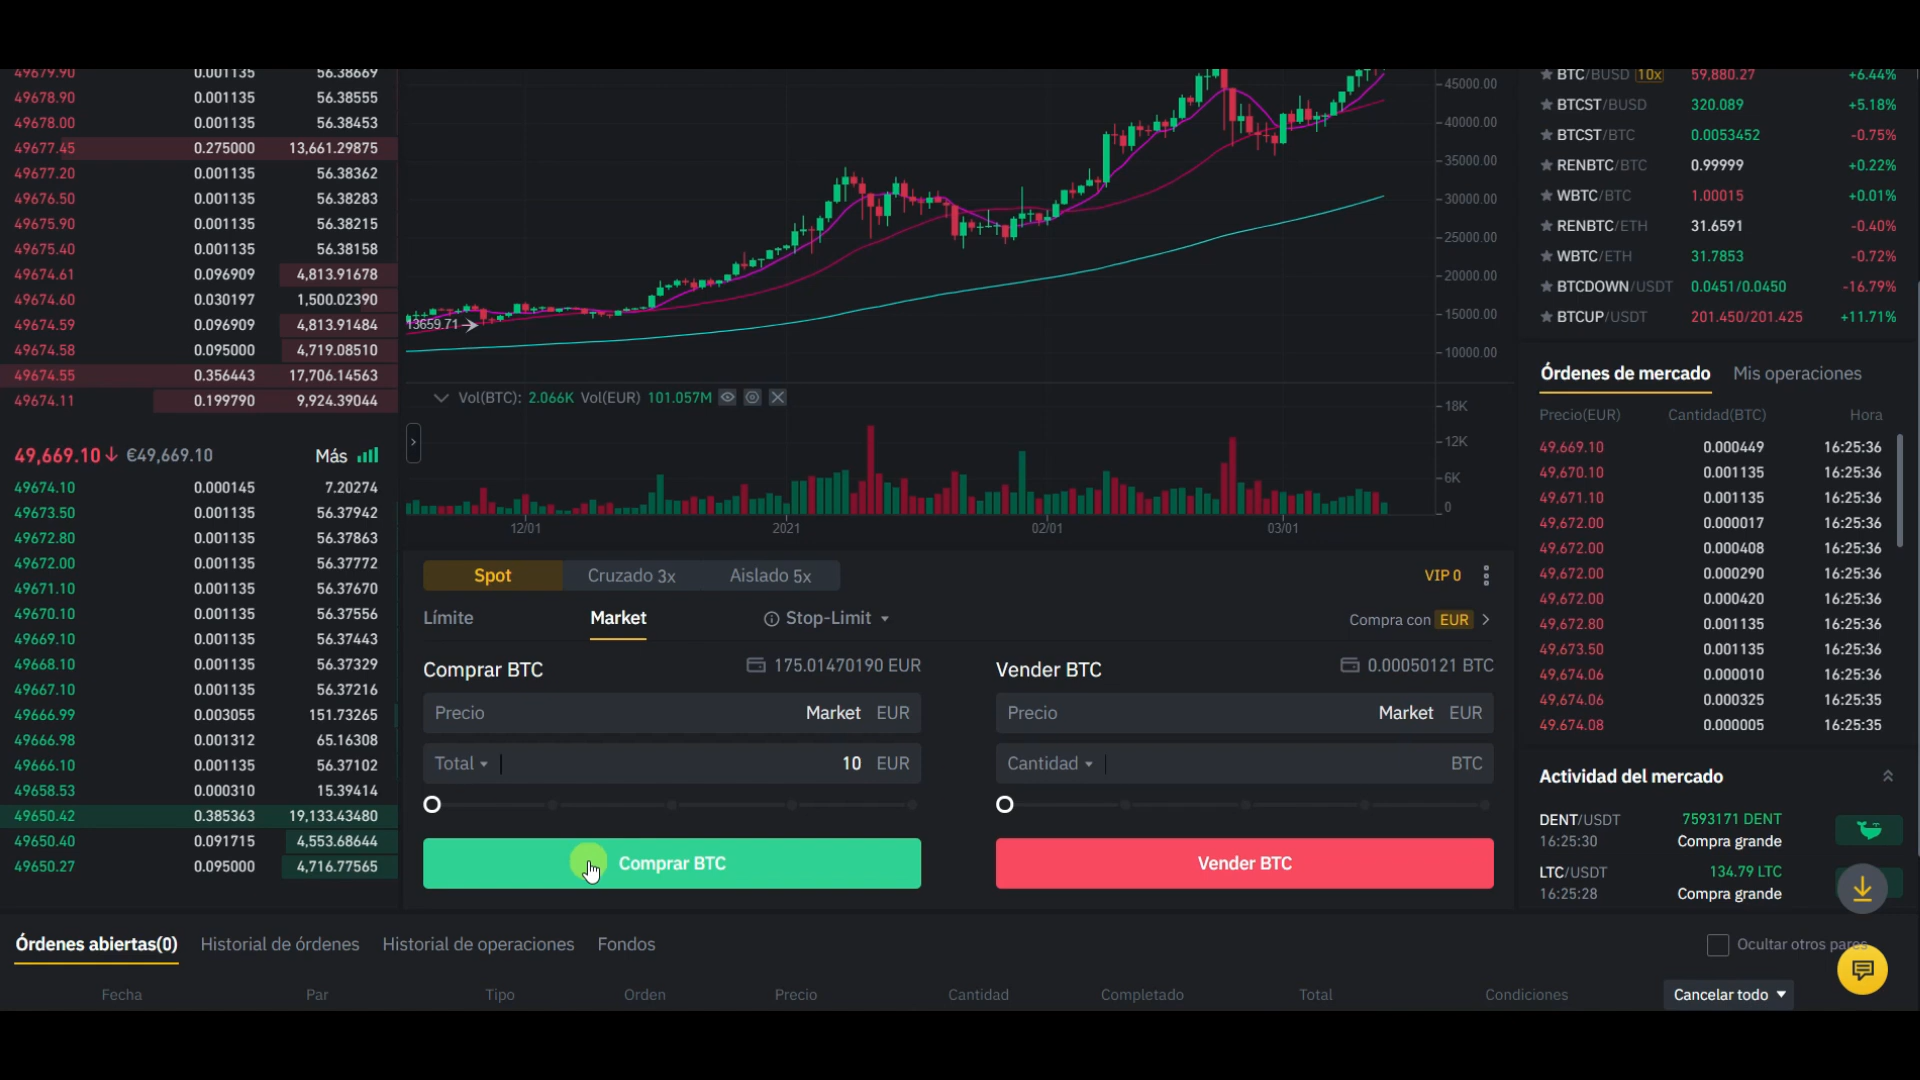 49679.90 0.001135 56.38669
49678.90 0.001135 56.38555
49678.00 0.001135 56.38453
49677.45 0.275000 13,661.29875
49677.20 0.001135 56.38362
49676.50 0.001135 56.38283
49675.90 0.001135 56.38215
49675.40 0.001135 56.38158
49674.61 0.096909 4,813.91678
49674.60 0.030197 1,500.02390
49674.59 0.096909 4,813.91484
49674.58 0.095000 4,719.08510
49674.55 0.356443 17,706.14563
49674.11 0.199790 9,924.39044
49,669.10↓ €49,669.10 Más
49674.10 0.000145 7.20274
49673.50 0.001135 56.37942
49672.80 0.001135 56.37863
49672.00 0.001135 56.37772
49671.10 0.001135 56.37670
49670.10 0.001135 56.37556
49669.10 0.001135 56.37443
49668.10 0.001135 56.37329
49667.10 0.001135 56.37216
49666.99 0.003055 151.73265
49666.98 0.001312 65.16308
49666.10 0.001135 56.37102
49658.53 0.000310 15.39414
49650.42 0.385363 19,133.43480
49650.40 0.091715 4,553.68644
49650.27 0.095000 4,716.77565
45000.00
40000.00
35000.00
30000.00
25000.00
20000.00
15000.00
10000.00
13659.71
Vol(BTC): 2.066K Vol(EUR) 101.057M
18K
12K
6K
0
12/01 2021 02/01 03/01
Spot Cruzado 3x Aislado 5x VIP 0
Límite Market Stop-Limit Compra con EUR
Comprar BTC 175.01470190 EUR
Precio Market EUR
Total 10 EUR
Comprar BTC
Vender BTC 0.00050121 BTC
Precio Market EUR
Cantidad BTC
Vender BTC
BTC/BUSD 10x 59,880.27 +6.44%
BTCST/BUSD 320.089 +5.18%
BTCST/BTC 0.0053452 -0.75%
RENBTC/BTC 0.99999 +0.22%
WBTC/BTC 1.00015 +0.01%
RENBTC/ETH 31.6591 -0.40%
WBTC/ETH 31.7853 -0.72%
BTCDOWN/USDT 0.0451/0.0450 -16.79%
BTCUP/USDT 201.450/201.425 +11.71%
Órdenes de mercado Mis operaciones
Precio(EUR) Cantidad(BTC) Hora
49,669.10 0.000449 16:25:36
49,670.10 0.001135 16:25:36
49,671.10 0.001135 16:25:36
49,672.00 0.000017 16:25:36
49,672.00 0.000408 16:25:36
49,672.00 0.000290 16:25:36
49,672.00 0.000420 16:25:36
49,672.80 0.001135 16:25:36
49,673.50 0.001135 16:25:36
49,674.06 0.000010 16:25:36
49,674.06 0.000325 16:25:35
49,674.08 0.000005 16:25:35
Actividad del mercado
DENT/USDT 7593171 DENT
16:25:30 Compra grande
LTC/USDT 134.79 LTC
16:25:28 Compra grande
Órdenes abiertas(0) Historial de órdenes Historial de operaciones Fondos Ocultar otros pares
Fecha Par Tipo Orden Precio Cantidad Completado Total Condiciones Cancelar todo